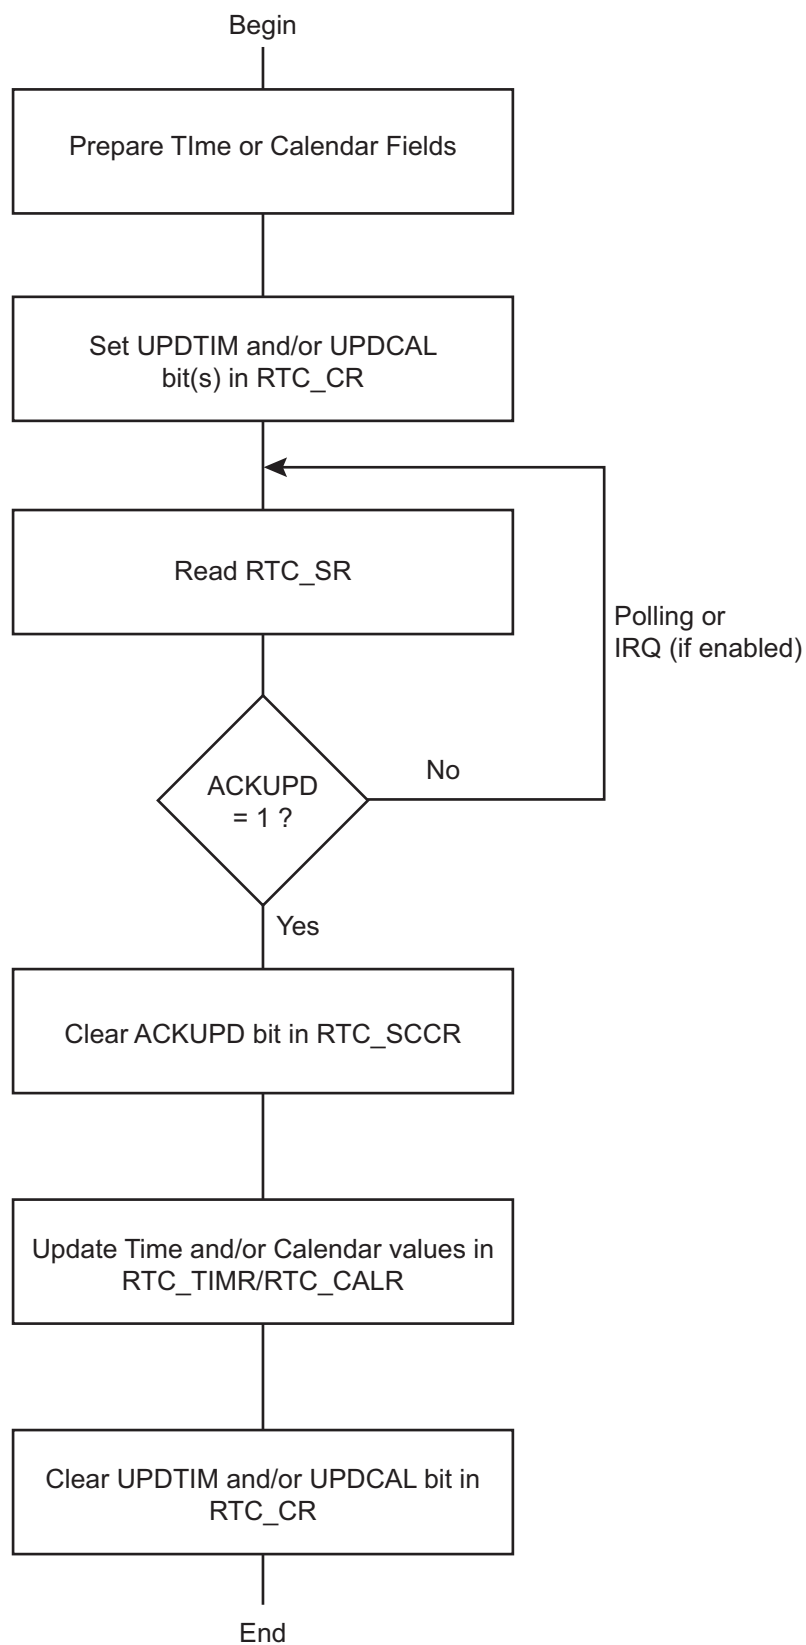 Begin
Prepare TIme or Calendar Fields
Set UPDTIM and/or UPDCAL
bit(s) in RTC_CR
Read RTC_SR
Polling or
IRQ (if enabled)
ACKUPD
= 1 ?
No
Yes
Clear ACKUPD bit in RTC_SCCR
Update Time and/or Calendar values in
RTC_TIMR/RTC_CALR
Clear UPDTIM and/or UPDCAL bit in
RTC_CR
End